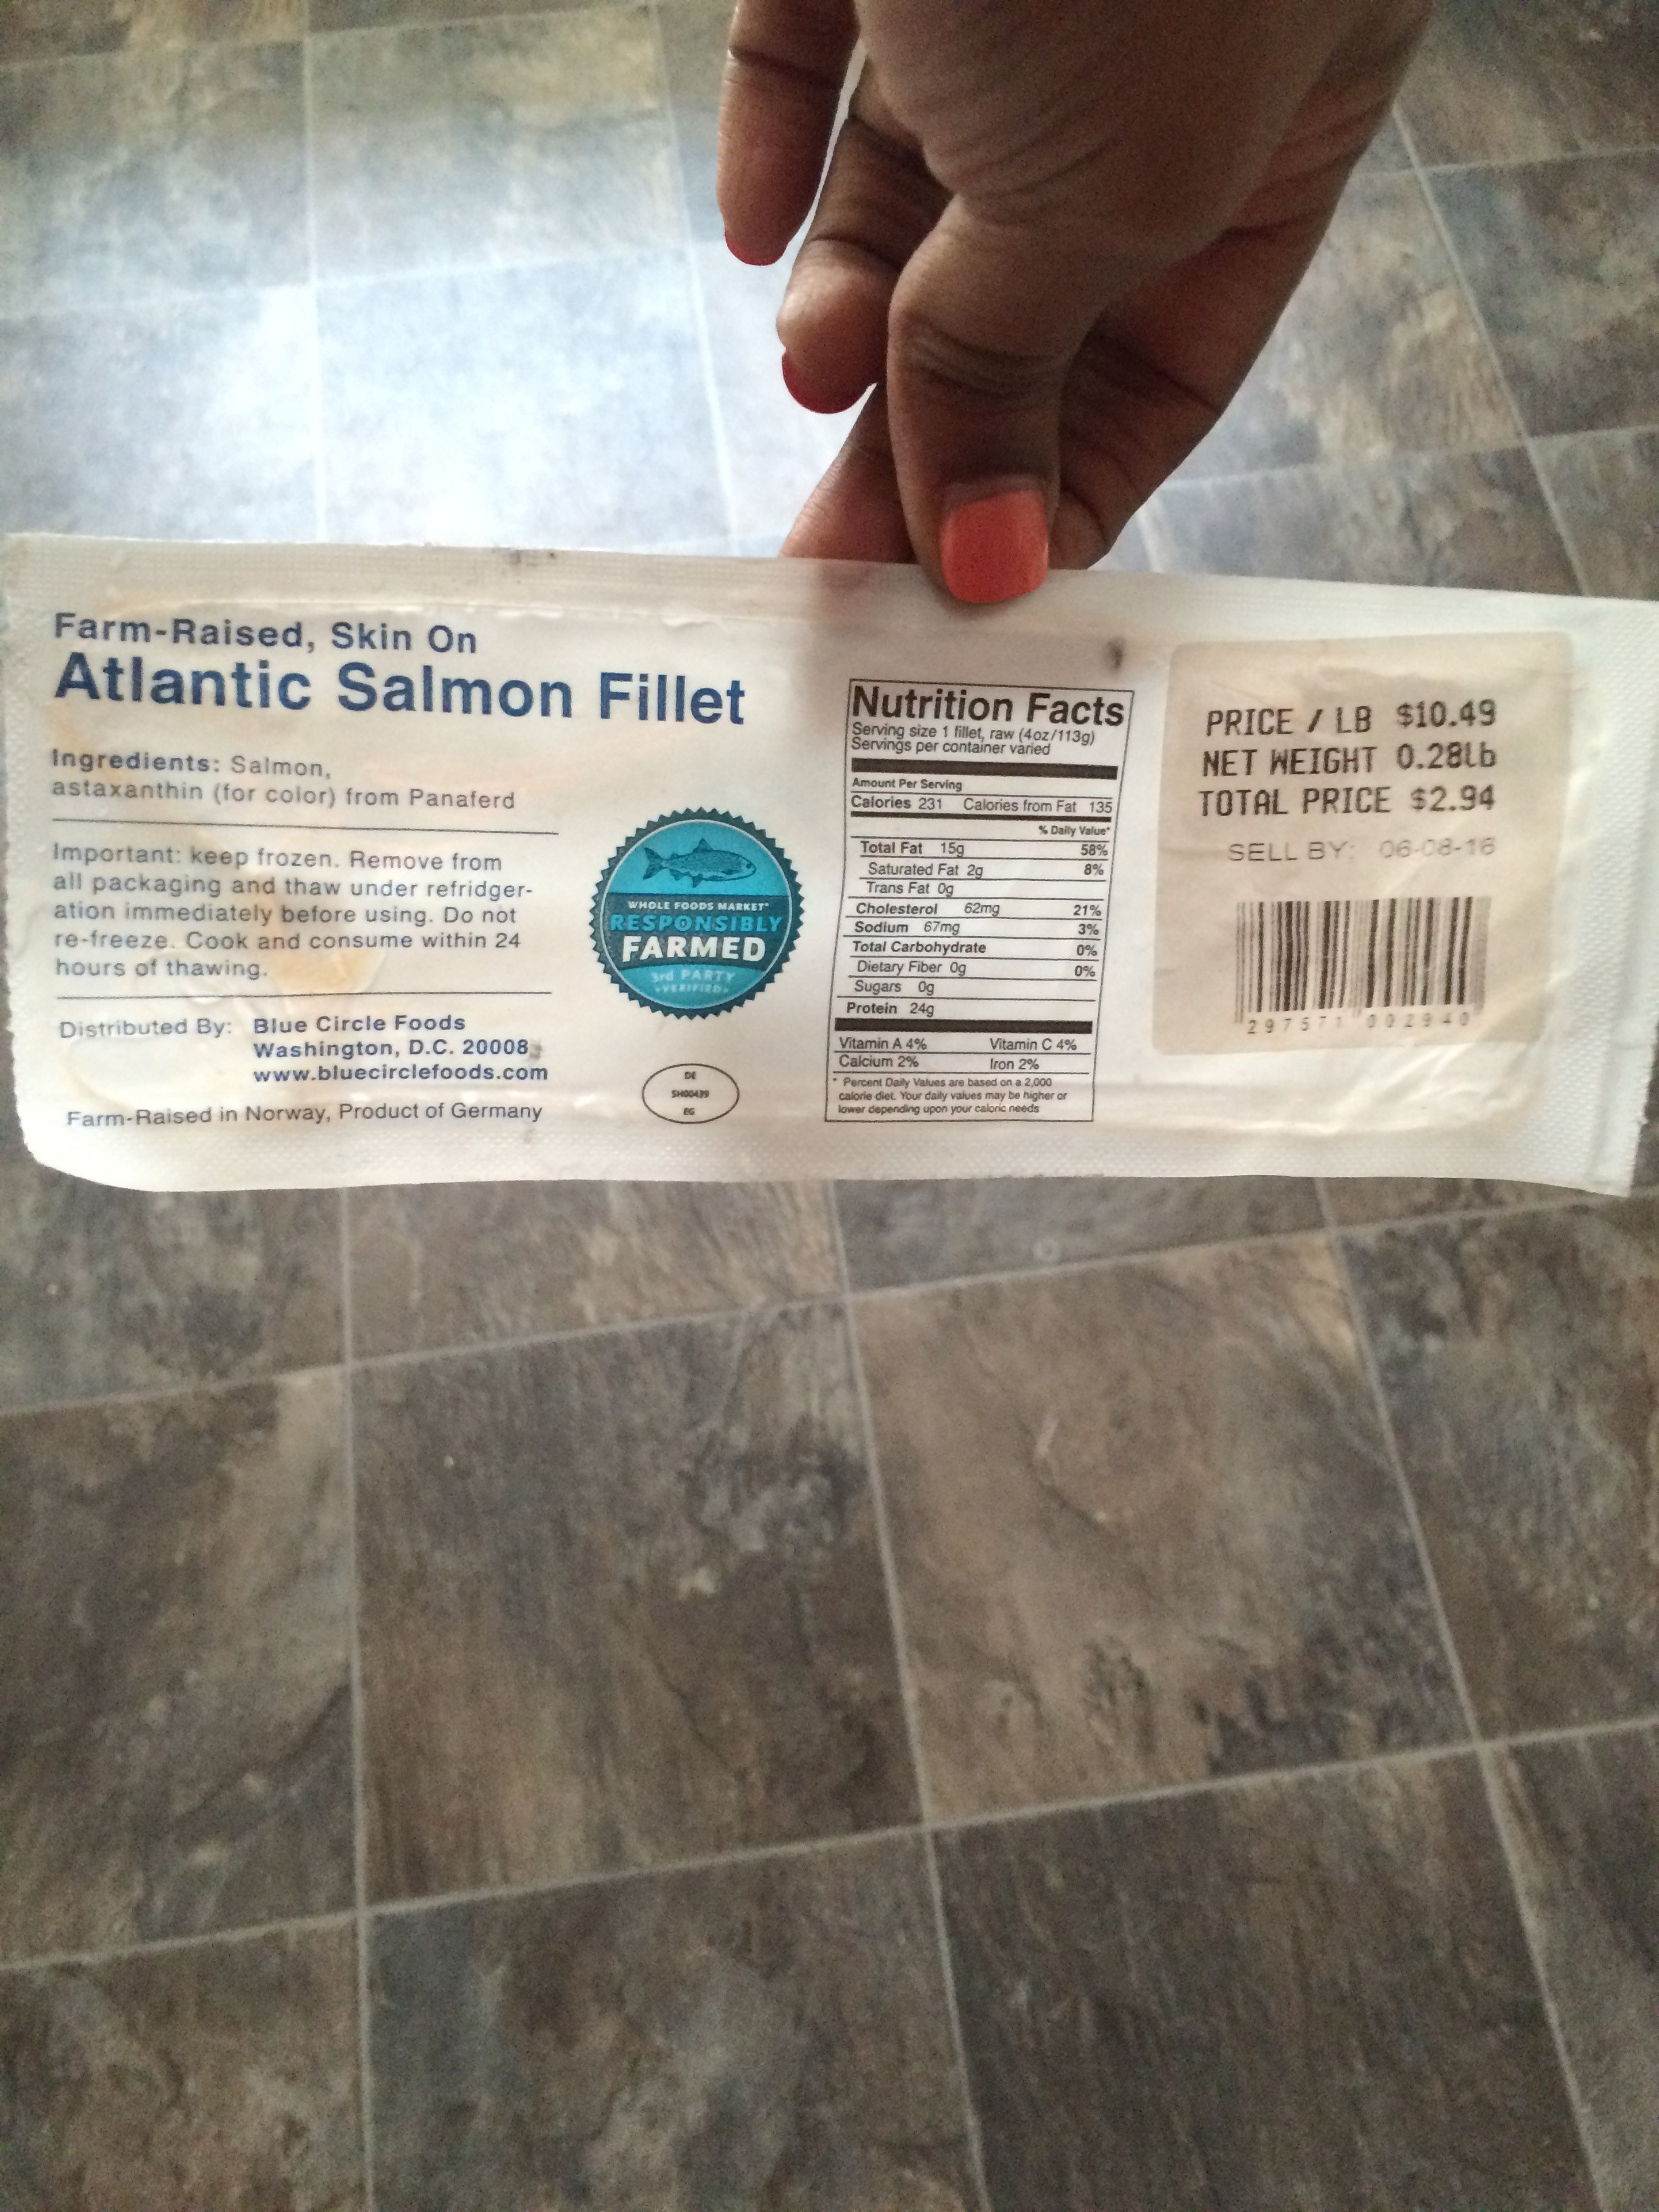 Farm-Raised, Skin On
Atlantic Salmon Fillet
Ingredients: Salmon,
astaxanthin (for color) from Panaferd
Important: keep frozen. Remove from
all packaging and thaw under refridger-
ation immediately before using. Do not
re-freeze. Cook and consume within 24
hours of thawing.
Distributed By: Blue Circle Foods
Washington, D.C. 20008
www.bluecirclefoods.com
Farm-Raised in Norway, Product of Germany
WHOLE FOODS MARKET
RESPONSIBLY
FARMED
3rd PARTY
VERIFIED
DE
SH00439
EG
Nutrition Facts
Serving size 1 fillet, raw (4oz/113g)
Servings per container varied
Amount Per Serving
Calories 231 Calories from Fat 135
% Daily Value*
Total Fat 15g 58%
Saturated Fat 2g 8%
Trans Fat 0g
Cholesterol 62mg 21%
Sodium 67mg 3%
Total Carbohydrate 0%
Dietary Fiber 0g 0%
Sugars 0g
Protein 24g
Vitamin A 4% Vitamin C 4%
Calcium 2% Iron 2%
* Percent Daily Values are based on a 2,000
calorie diet. Your daily values may be higher or
lower depending upon your caloric needs
PRICE / LB $10.49
NET WEIGHT 0.28lb
TOTAL PRICE $2.94
SELL BY: 06-08-16
2 97571 00294 0